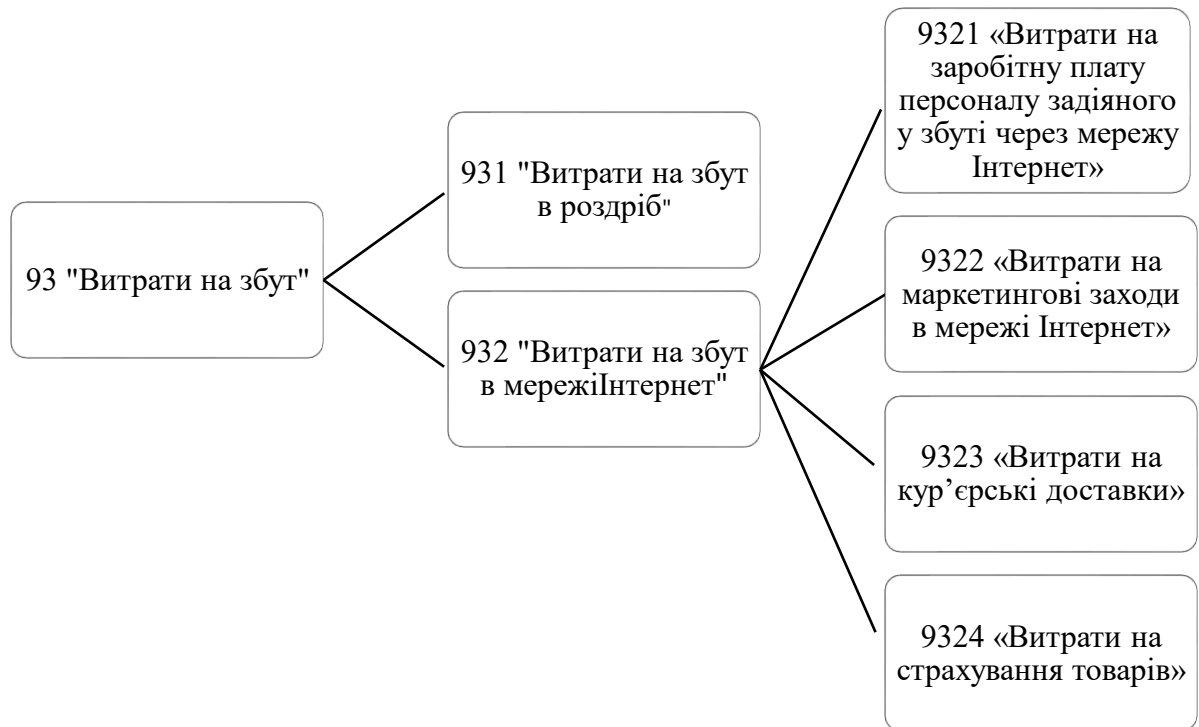 93 "Витрати на збут"
931 "Витрати на збут
в роздріб"
932 "Витрати на збут
в мережіІнтернет"
9321 «Витрати на
заробітну плату
персоналу задіяного
у збуті через мережу
Інтернет»
9322 «Витрати на
маркетингові заходи
в мережі Інтернет»
9323 «Витрати на
кур’єрські доставки»
9324 «Витрати на
страхування товарів»